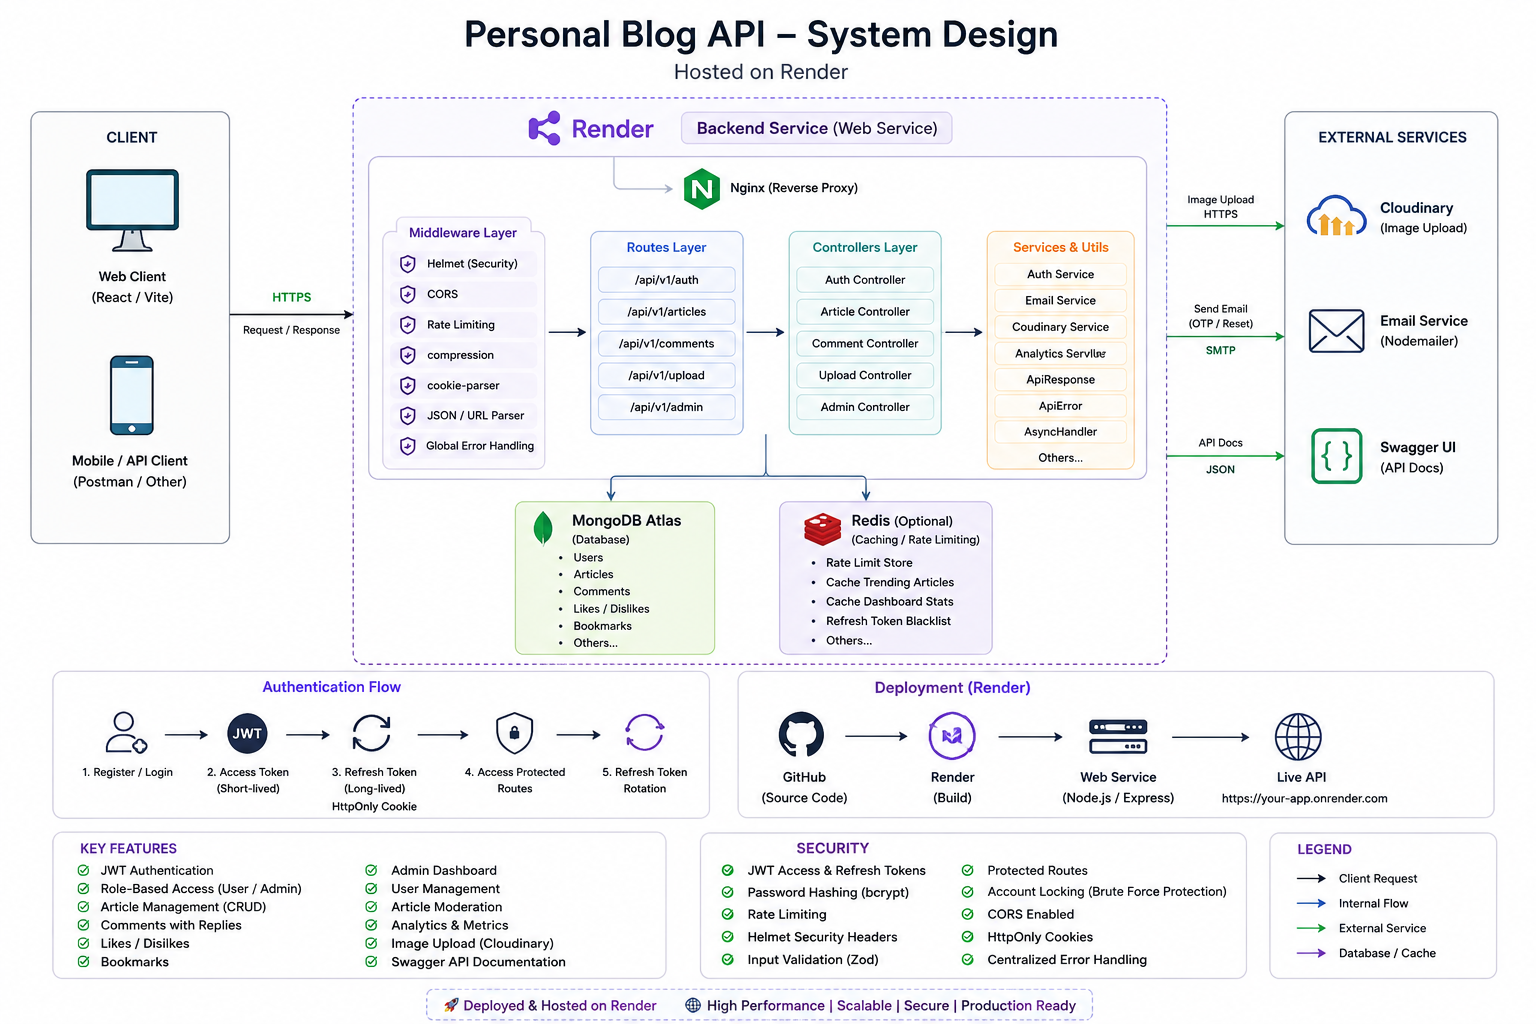 Personal Blog API – System Design
Hosted on Render
CLIENT
Web Client
(React / Vite)
Mobile / API Client
(Postman / Other)
HTTPS
Request / Response
Render
Backend Service (Web Service)
Nginx (Reverse Proxy)
Middleware Layer
Helmet (Security)
CORS
Rate Limiting
compression
cookie-parser
JSON / URL Parser
Global Error Handling
Routes Layer
/api/v1/auth
/api/v1/articles
/api/v1/comments
/api/v1/upload
/api/v1/admin
Controllers Layer
Auth Controller
Article Controller
Comment Controller
Upload Controller
Admin Controller
Services & Utils
Auth Service
Email Service
Coudinary Service
Analytics
ApiResponse
ApiError
AsyncHandler
Others...
MongoDB Atlas
(Database)
• Users
• Articles
• Comments
• Likes / Dislikes
• Bookmarks
• Others...
Redis (Optional)
(Caching / Rate Limiting)
• Rate Limit Store
• Cache Trending Articles
• Cache Dashboard Stats
• Refresh Token Blacklist
• Others...
Image Upload
HTTPS
Send Email
(OTP / Reset)
SMTP
API Docs
JSON
EXTERNAL SERVICES
Cloudinary
(Image Upload)
Email Service
(Nodemailer)
{ }
Swagger UI
(API Docs)
Authentication Flow
1. Register / Login
JWT
2. Access Token
(Short-lived)
3. Refresh Token
(Long-lived)
HttpOnly Cookie
4. Access Protected
Routes
5. Refresh Token
Rotation
Deployment (Render)
GitHub
(Source Code)
Render
(Build)
Web Service
(Node.js / Express)
Live API
https://your-app.onrender.com
KEY FEATURES
JWT Authentication
Role-Based Access (User / Admin)
Article Management (CRUD)
Comments with Replies
Likes / Disilkes
Bookmarks
Admin Dashboard
User Management
Article Moderation
Analytics & Metrics
Image Upload (Cloudinary)
Swagger API Documentation
SECURITY
JWT Access & Refresh Tokens
Password Hashing (bcrypt)
Rate Limiting
Helmet Security Headers
Input Validation (Zod)
Protected Routes
Account Locking (Brute Force Protection)
CORS Enabled
HttpOnly Cookies
Centralized Error Handling
LEGEND
Client Request
Internal Flow
External Service
Database / Cache
Deployed & Hosted on Render
High Performance | Scalable | Secure | Production Ready